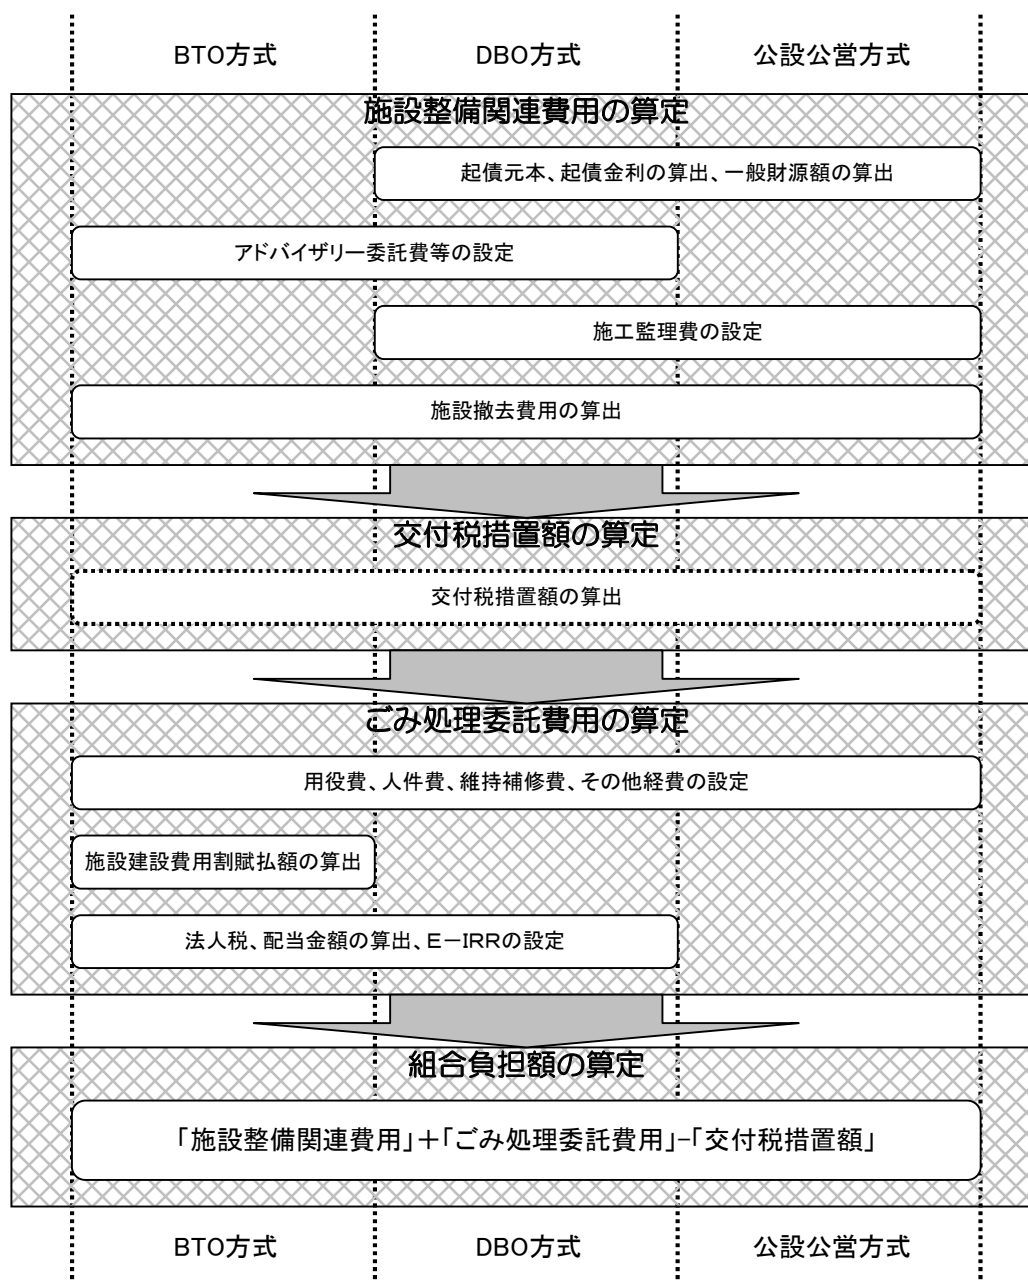 BTO方式 DBO方式 公設公営方式
施設整備関連費用の算定
起債元本、起債金利の算出、一般財源額の算出
アドバイザリー委託費等の設定
施工監理費の設定
施設撤去費用の算出
交付税措置額の算定
交付税措置額の算出
ごみ処理委託費用の算定
用役費、人件費、維持補修費、その他経費の設定
施設建設費用割賦払額の算出
法人税、配当金額の算出、E－IRRの設定
組合負担額の算定
「施設整備関連費用」＋「ごみ処理委託費用」-「交付税措置額」
BTO方式 DBO方式 公設公営方式